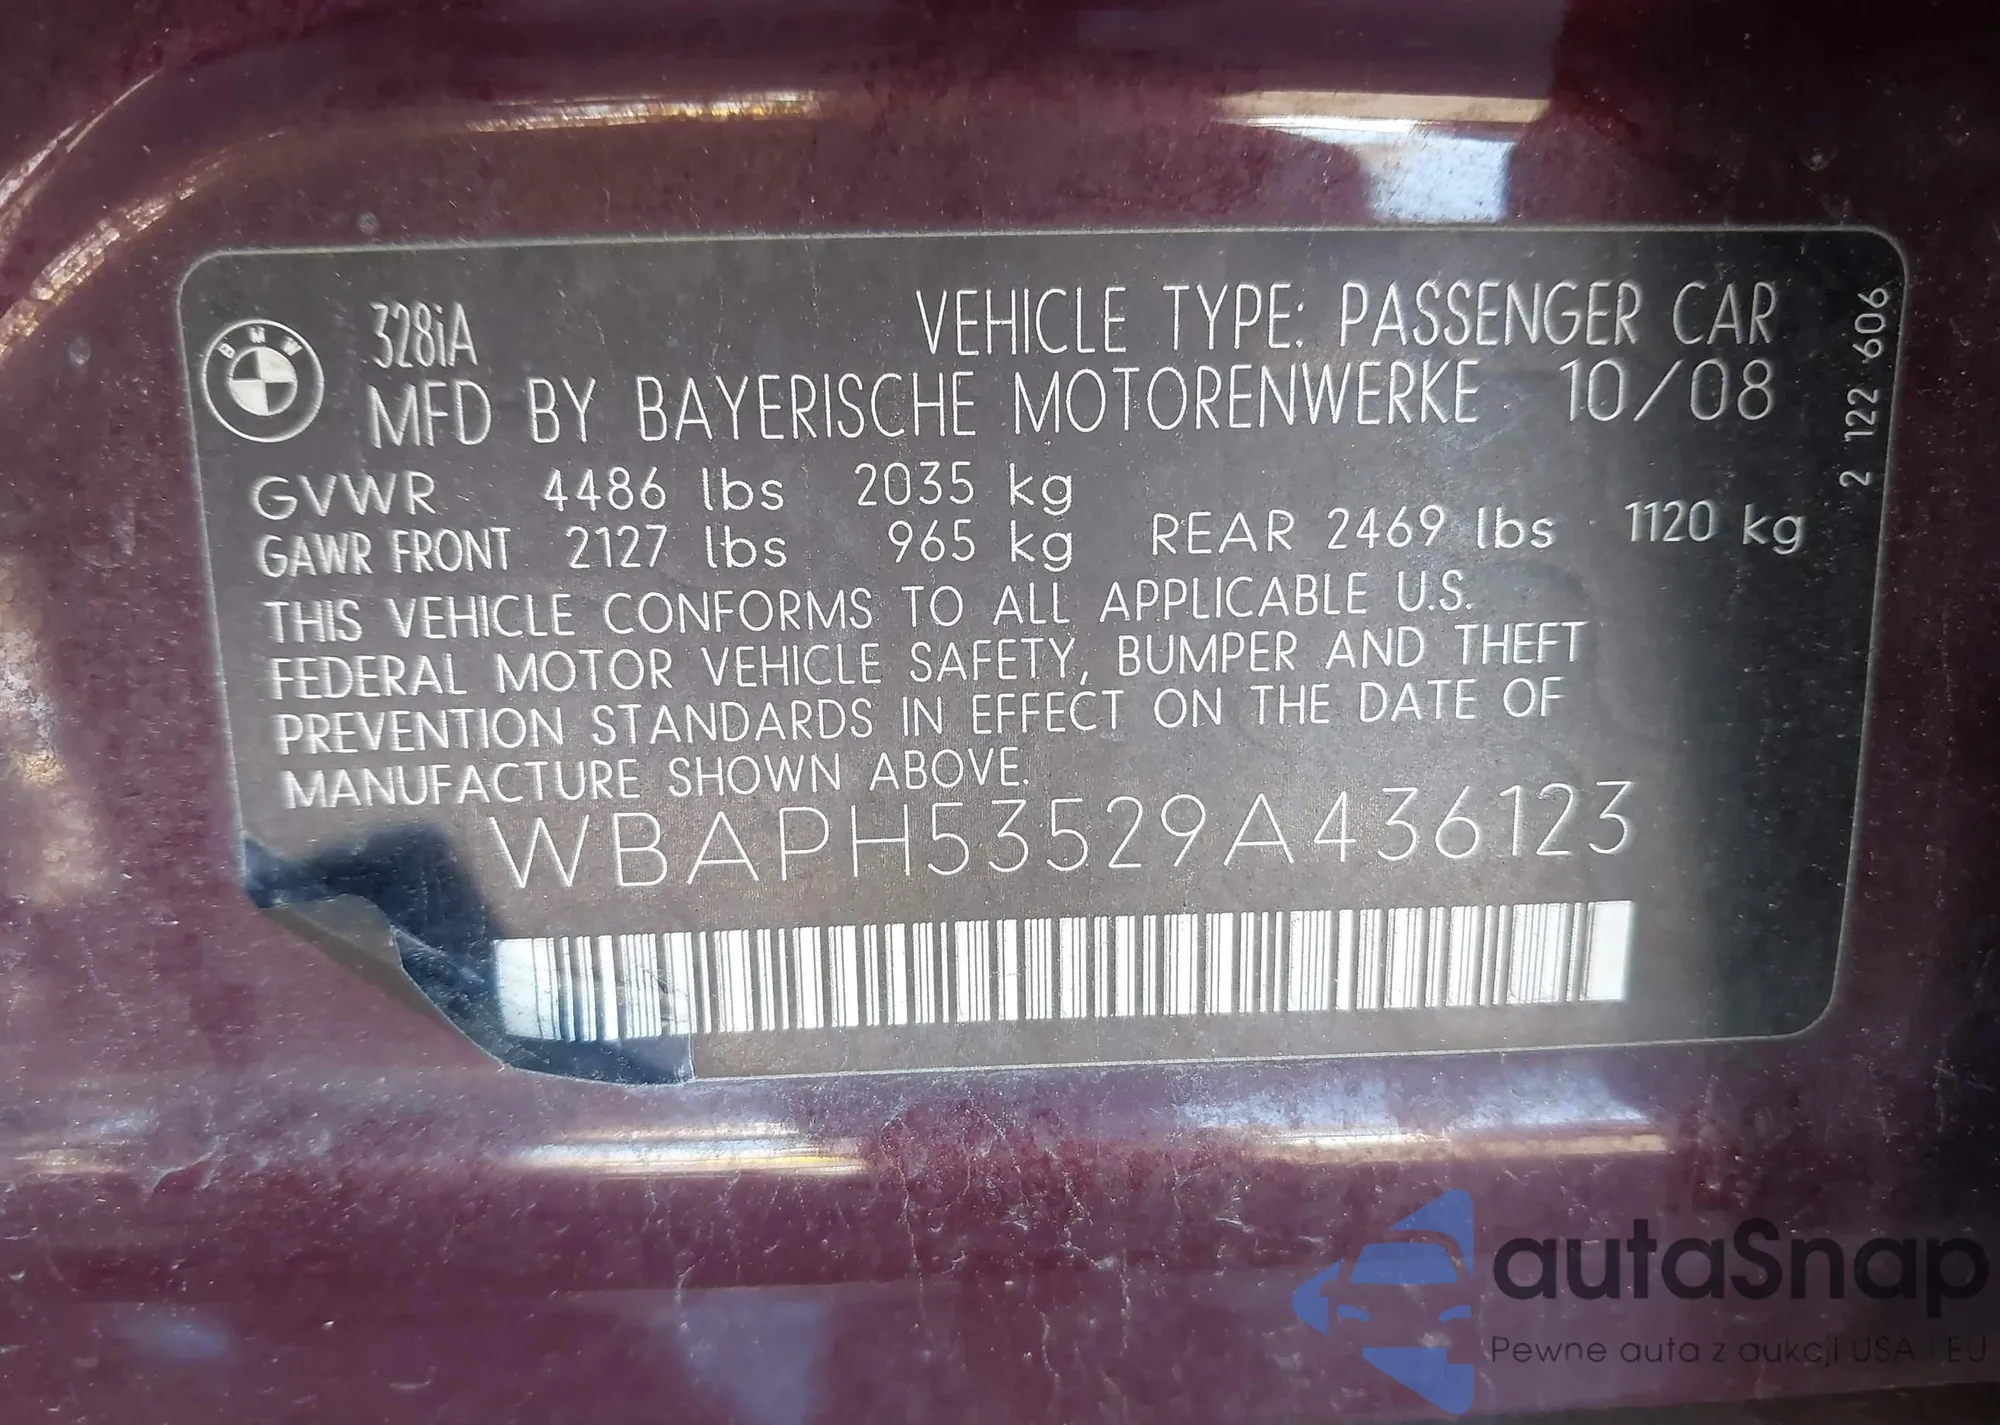 BMW
328iA VEHICLE TYPE: PASSENGER CAR
MFD BY BAYERISCHE MOTORENWERKE 10/08
GVWR 4486 lbs 2035 kg
GAWR FRONT 2127 lbs 965 kg REAR 2469 lbs 1120 kg
THIS VEHICLE CONFORMS TO ALL APPLICABLE U.S.
FEDERAL MOTOR VEHICLE SAFETY, BUMPER AND THEFT
PREVENTION STANDARDS IN EFFECT ON THE DATE OF
MANUFACTURE SHOWN ABOVE.
WBAPH53529A436123
2 122 606
autaSnap
Pewne auta z aukcji USA i EU